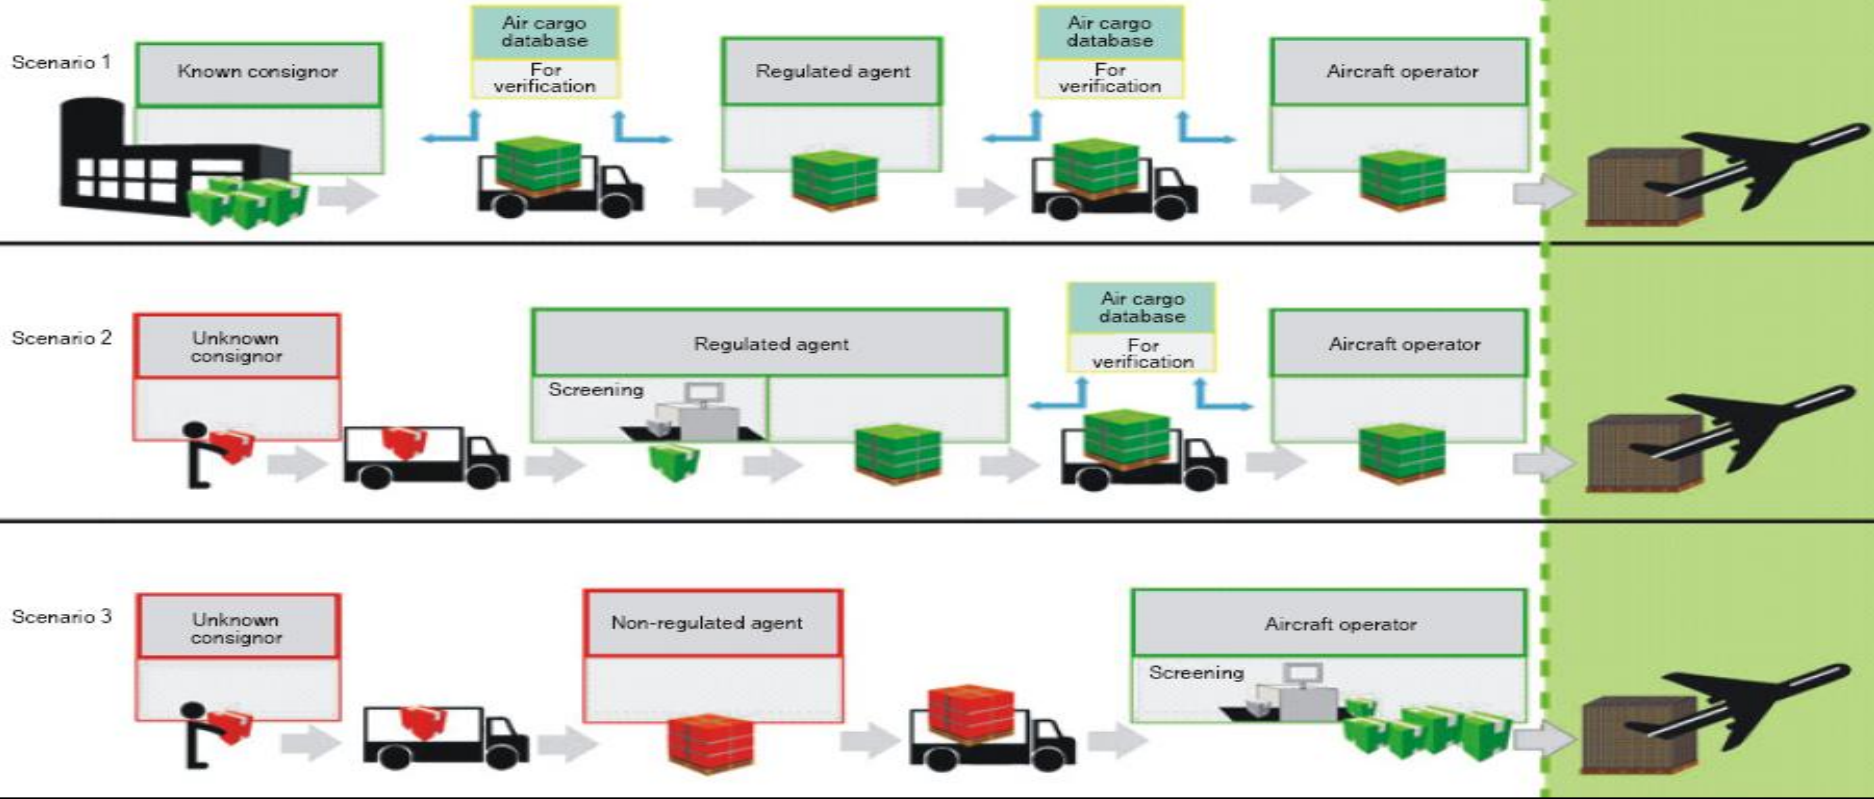 Scenario 1
Known consignor
Air cargo
database
For
verification
Regulated agent
Air cargo
database
For
verification
Aircraft operator
Scenario 2
Unknown
consignor
Regulated agent
Screening
Air cargo
database
For
verification
Aircraft operator
Scenario 3
Unknown
consignor
Non-regulated agent
Aircraft operator
Screening